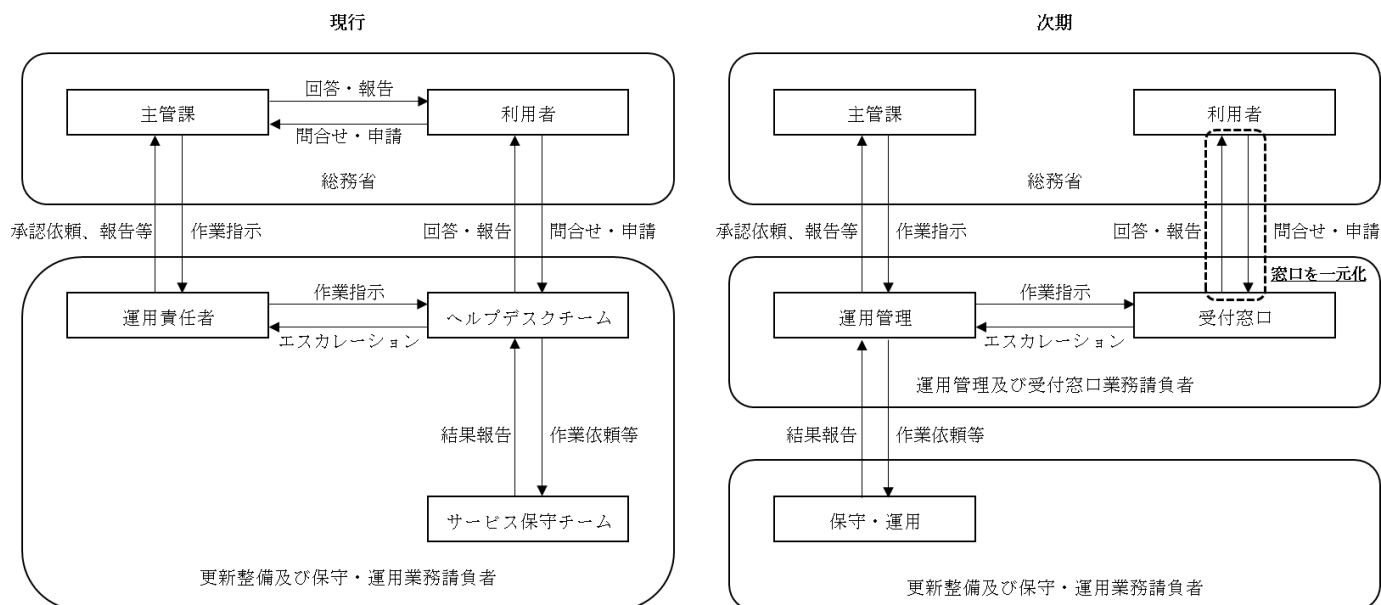 現行
主管課
回答・報告
利用者
問合せ・申請
総務省
承認依頼、報告等
作業指示
回答・報告
問合せ・申請
運用責任者
作業指示
ヘルプデスクチーム
エスカレーション
結果報告
作業依頼等
サービス保守チーム
更新整備及び保守・運用業務請負者
次期
主管課
利用者
総務省
承認依頼、報告等
作業指示
回答・報告
問合せ・申請
窓口を一元化
運用管理
作業指示
受付窓口
エスカレーション
運用管理及び受付窓口業務請負者
結果報告
作業依頼等
保守・運用
更新整備及び保守・運用業務請負者